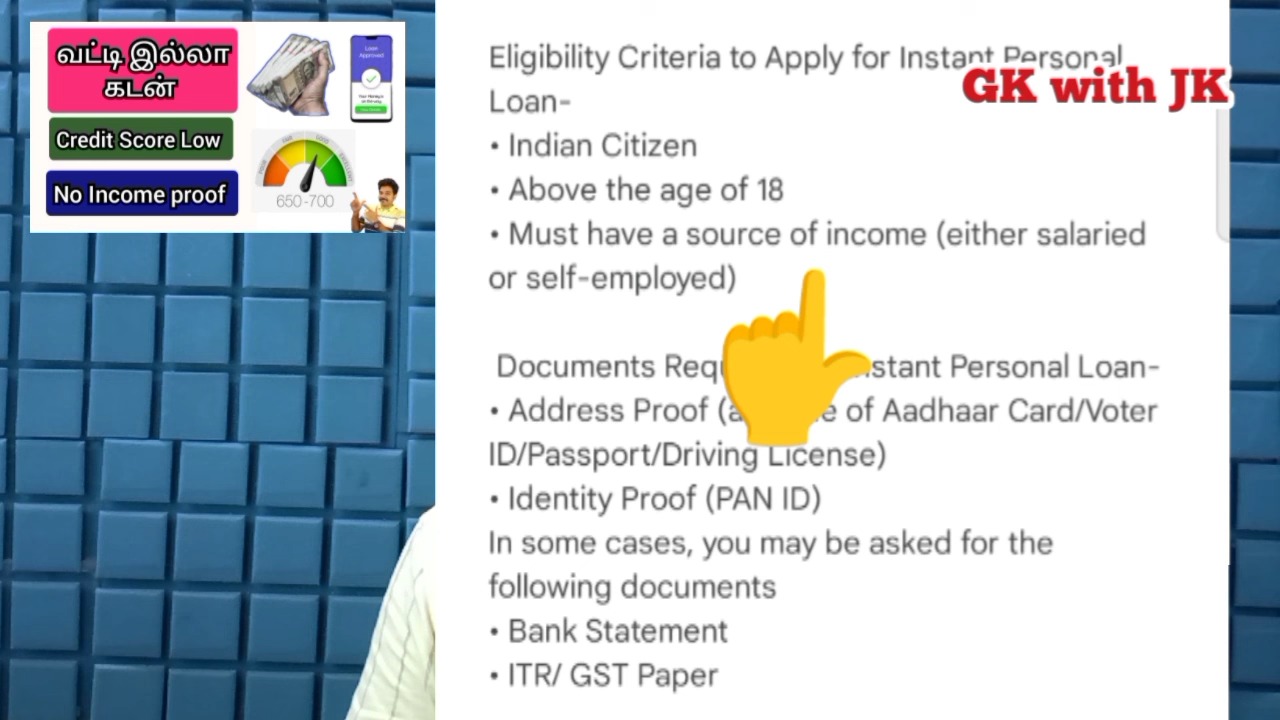 வட்டி இல்லா
கடன்
Credit Score Low
No Income proof
Loan
Approved
650-700
GK with JK
Eligibility Criteria to Apply for Instant Personal
Loan-
• Indian Citizen
• Above the age of 18
• Must have a source of income (either salaried
or self-employed)
Documents Instant Personal Loan-
• Address Proof of Aadhaar Card/Voter
ID/Passport/Driving License)
• Identity Proof (PAN ID)
In some cases, you may be asked for the
following documents
• Bank Statement
• ITR/ GST Paper